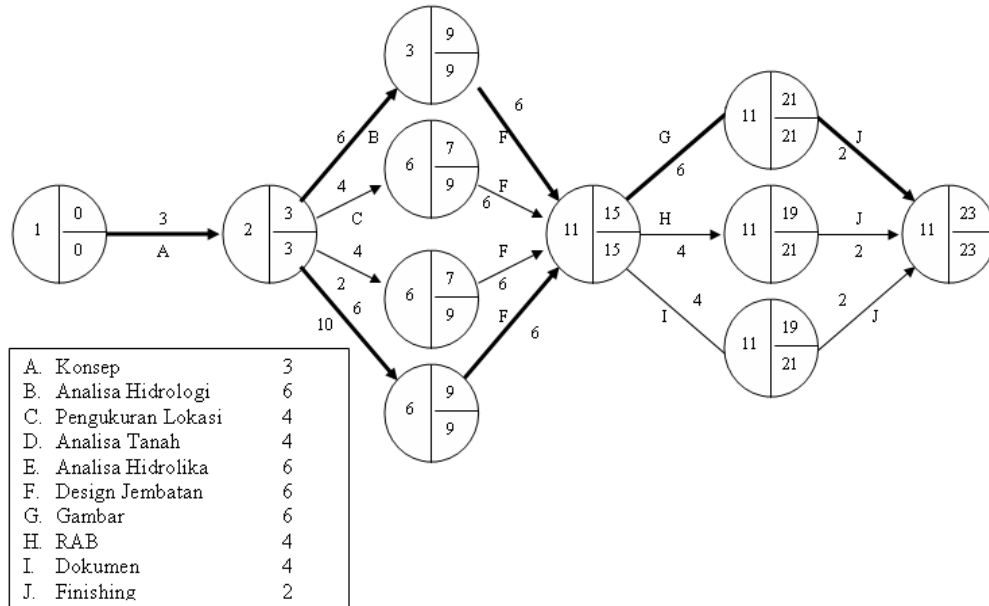 3 9
9
6
B
6
F
6 7
9
4
C
F
6
1 0
0
3
A
2 3
3
4
2
6 7
9
F
6
6
10
6 9
9
F
6
11 15
15
G
6
11 21
21
J
2
H
4
11 19
21
J
2
4
I
11 19
21
2
J
11 23
23
A. Konsep 3
B. Analisa Hidrologi 6
C. Pengukuran Lokasi 4
D. Analisa Tanah 4
E. Analisa Hidrolika 6
F. Design Jembatan 6
G. Gambar 6
H. RAB 4
I. Dokumen 4
J. Finishing 2